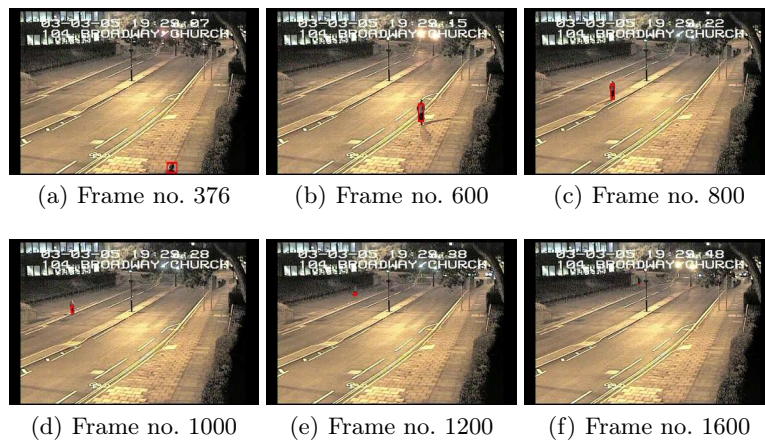 03-03-05 19:29.07
104 BROADWAY CHURCH
03-03-05 19:29.15
104 BROADWAY CHURCH
03-03-05 19:29.22
104 BROADWAY CHURCH
(a) Frame no. 376
(b) Frame no. 600
(c) Frame no. 800
03-03-05 19:29.28
104 BROADWAY CHURCH
03-03-05 19:29.38
104 BROADWAY CHURCH
03-03-05 19:29.48
104 BROADWAY CHURCH
(d) Frame no. 1000
(e) Frame no. 1200
(f) Frame no. 1600